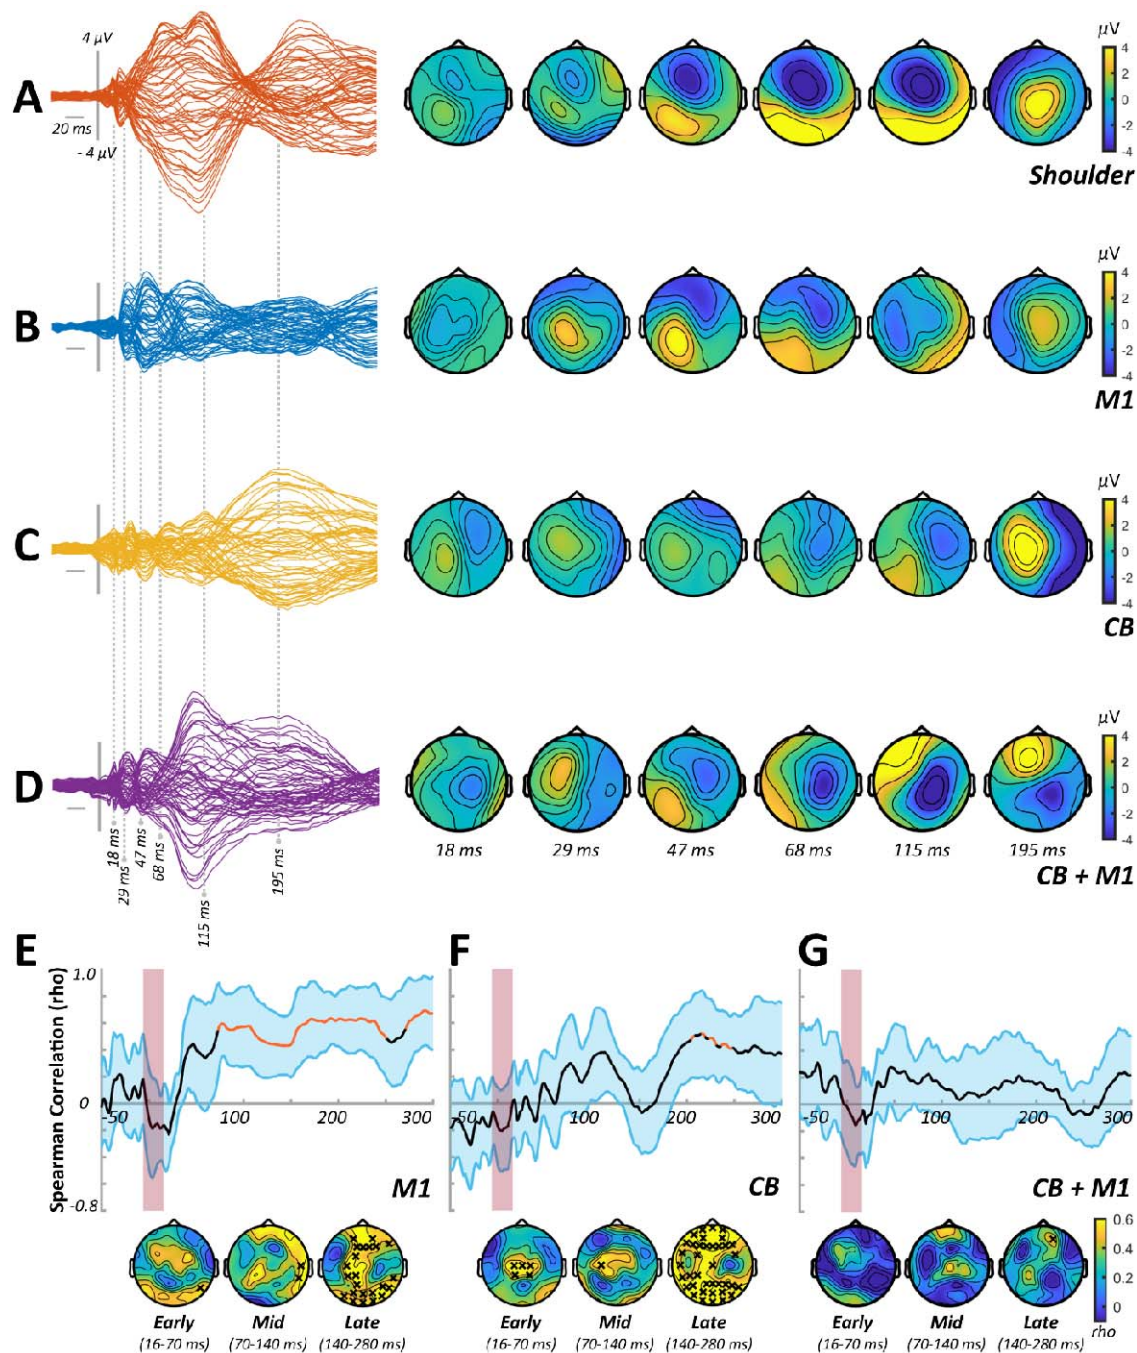 A
4 µV
20 ms
- 4 µV
µV
4
2
0
-2
-4
Shoulder
B
µV
4
2
0
-2
-4
M1
C
µV
4
2
0
-2
-4
CB
D
µV
4
2
0
-2
-4
18 ms
29 ms
47 ms
68 ms
115 ms
195 ms
18 ms
29 ms
47 ms
68 ms
115 ms
195 ms
CB + M1
E
Spearman Correlation (rho)
1.0
0
-0.8
-50
100
200
300
M1
F
-50
100
200
300
CB
G
-50
100
200
300
CB + M1
Early
(16-70 ms)
Mid
(70-140 ms)
Late
(140-280 ms)
Early
(16-70 ms)
Mid
(70-140 ms)
Late
(140-280 ms)
Early
(16-70 ms)
Mid
(70-140 ms)
Late
(140-280 ms)
0.6
0.4
0.2
0
rho